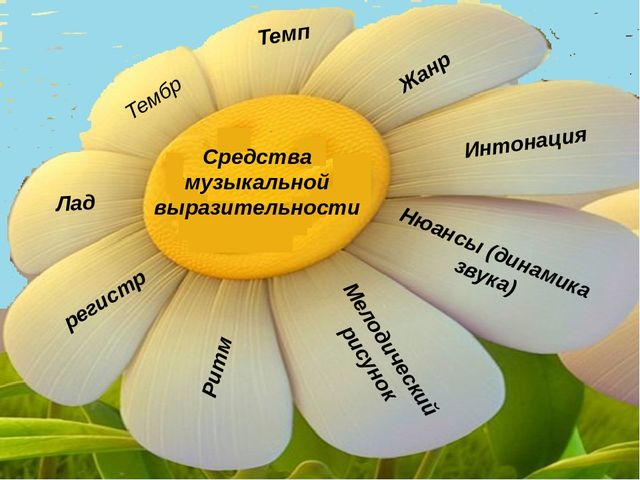 Средства
музыкальной
выразительности
Темп
Жанр
Интонация
Нюансы (динамика
звука)
Мелодический
рисунок
Ритм
регистр
Лад
Тембр